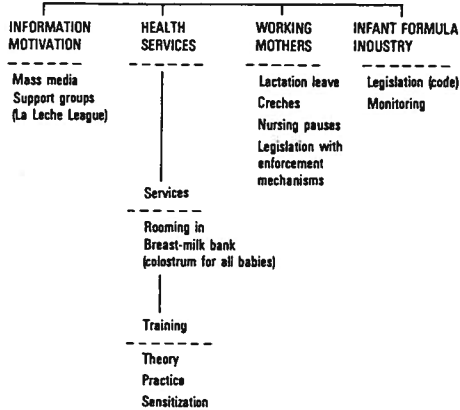 INFORMATION
MOTIVATION
Mass media
Support groups
(La Leche League)
HEALTH
SERVICES
Services
Rooming in
Breast-milk bank
(colostrum for all babies)
Training
Theory
Practice
Sensitization
WORKING
MOTHERS
Lactation leave
Creches
Nursing pauses
Legislation with
enforcement
mechanisms
INFANT FORMULA
INDUSTRY
Legislation (code)
Monitoring